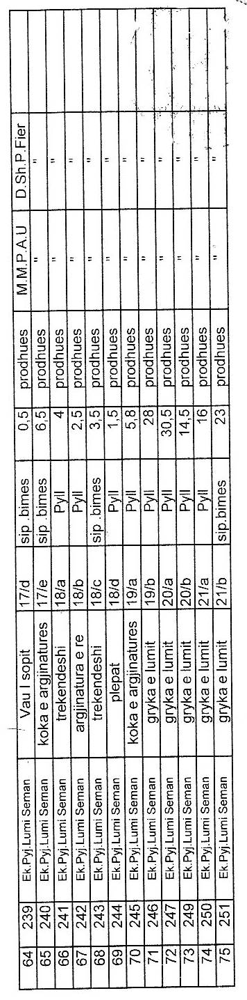 64 239 Ek.Pyj.Lumi Seman Vau I sopit 17/d sip .bimes 0,5 prodhues M.M.P.A.U D.Sh.P.Fier
65 240 Ek.Pyj.Lumi Seman koka e argjinatures 17/e sip .bimes 6,5 prodhues " "
66 241 Ek.Pyj.Lumi Seman trekendeshi 18/a Pyll 4 prodhues " "
67 242 Ek.Pyj.Lumi Seman argjinatura e re 18/b Pyll 2,5 prodhues " "
68 243 Ek.Pyj.Lumi Seman trekendeshi 18/c sip .bimes 3,5 prodhues " "
69 244 Ek.Pyj.Lumi Seman plepat 18/d Pyll 1,5 prodhues " "
70 245 Ek.Pyj.Lumi Seman koka e argjinatures 19/a Pyll 5,8 prodhues " "
71 246 Ek.Pyj.Lumi Seman gryka e lumit 19/b Pyll 28 prodhues " "
72 247 Ek.Pyj.Lumi Seman gryka e lumit 20/a Pyll 30,5 prodhues " "
73 249 Ek.Pyj.Lumi Seman gryka e lumit 20/b Pyll 14,5 prodhues " "
74 250 Ek.Pyj.Lumi Seman gryka e lumit 21/a Pyll 16 prodhues " "
75 251 Ek.Pyj.Lumi Seman gryka e lumit 21/b sip.bimes 23 prodhues " "